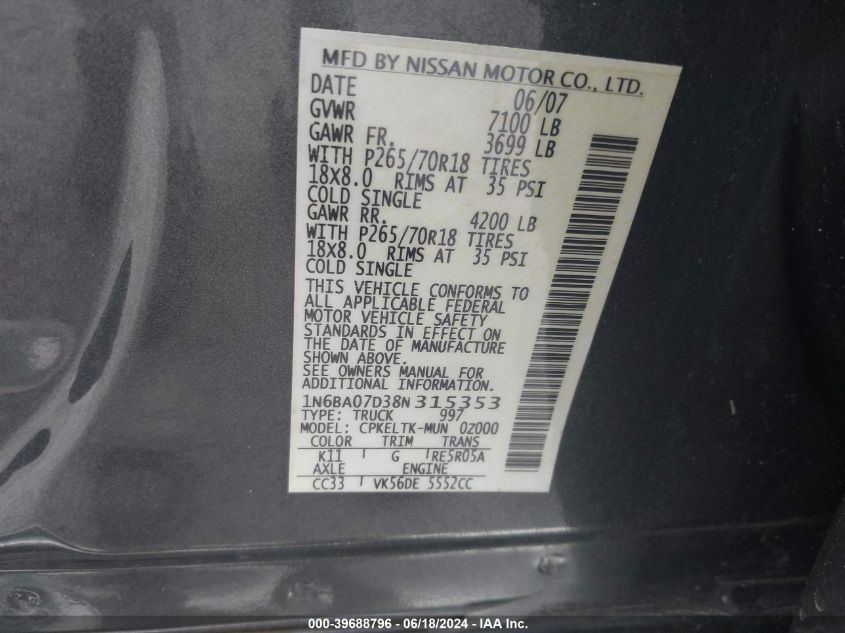 MFD BY NISSAN MOTOR CO., LTD.
DATE 06/07
GVWR 7100 LB
GAWR FR. 3699 LB
WITH P265/70R18 TIRES
18X8.0 RIMS AT 35 PSI
COLD SINGLE
GAWR RR. 4200 LB
WITH P265/70R18 TIRES
18X8.0 RIMS AT 35 PSI
COLD SINGLE
THIS VEHICLE CONFORMS TO
ALL APPLICABLE FEDERAL
MOTOR VEHICLE SAFETY
STANDARDS IN EFFECT ON
THE DATE OF MANUFACTURE
SHOWN ABOVE.
SEE OWNERS MANUAL FOR
ADDITIONAL INFORMATION.
1N6BA07D38N315353
TYPE: TRUCK 997
MODEL: CPKELTK-MUN 0Z000
COLOR TRIM TRANS
K11 G RE5R05A
AXLE ENGINE
CC33 VK56DE 5552CC
000-39688796 - 06/18/2024 - IAA Inc.